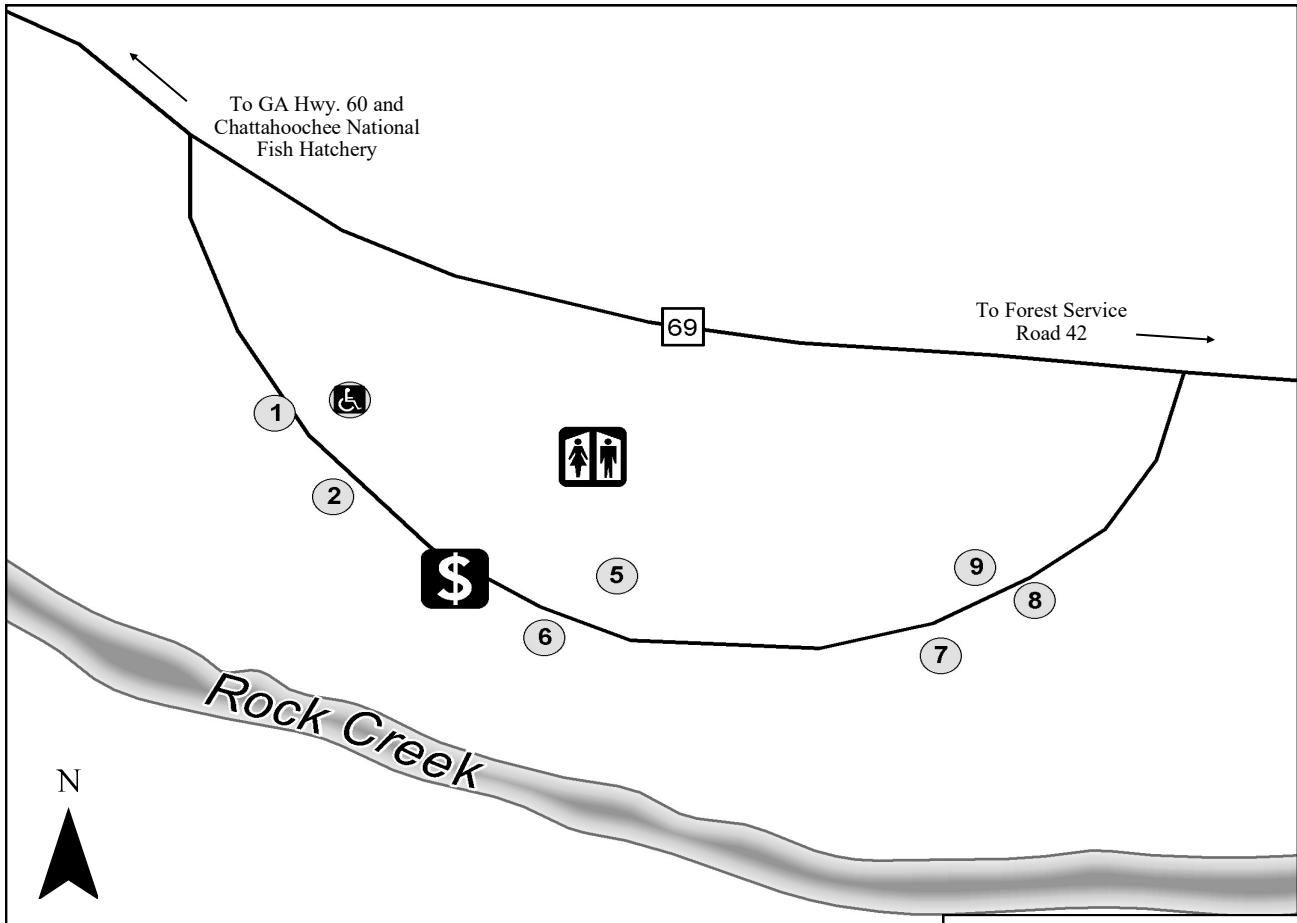 To GA Hwy. 60 and
Chattahoochee National
Fish Hatchery
69
To Forest Service
Road 42
1
2
$
5
9
8
6
7
Rock Creek
N